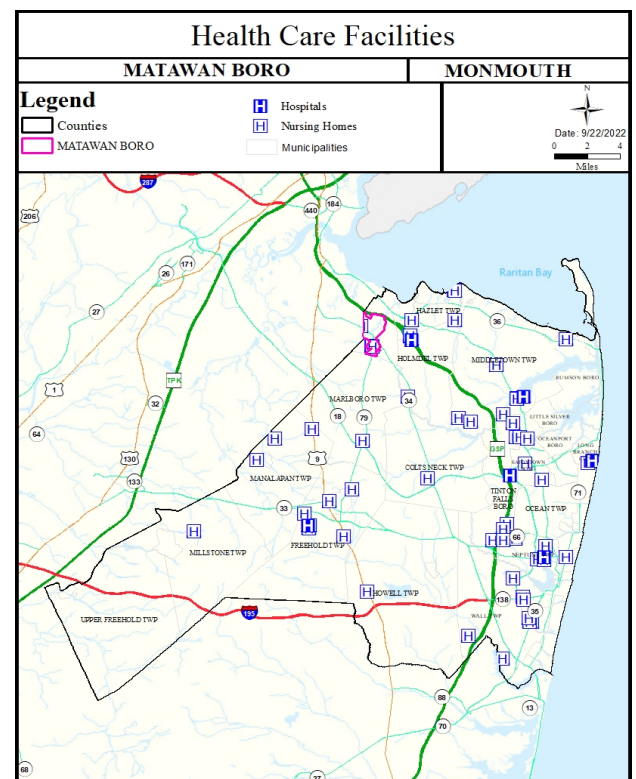 Health Care Facilities
MATAWAN BORO
MONMOUTH
Legend
Counties
MATAWAN BORO
H Hospitals
H Nursing Homes
Municipalities
N
Date: 9/22/2022
0 2 4
Miles
287
206
440
184
171
26
27
Raritan Bay
HAZLET TWP
36
HOLMDEL TWP
MIDDLETOWN TWP
TPK
1
32
RUMSON BORO
MARLBORO TWP
34
18
79
LITTLE SILVER
BORO
64
OCEANPORT
BORO
130
9
GSP
LONG
BRANCH
133
MANALAPAN TWP
COLTS NECK TWP
TINTON
FALLS
BORO
71
33
OCEAN TWP
MILLSTONE TWP
FREEHOLD TWP
66
HOWELL TWP
138
35
195
UPPER FREEHOLD TWP
88
13
70
68
37